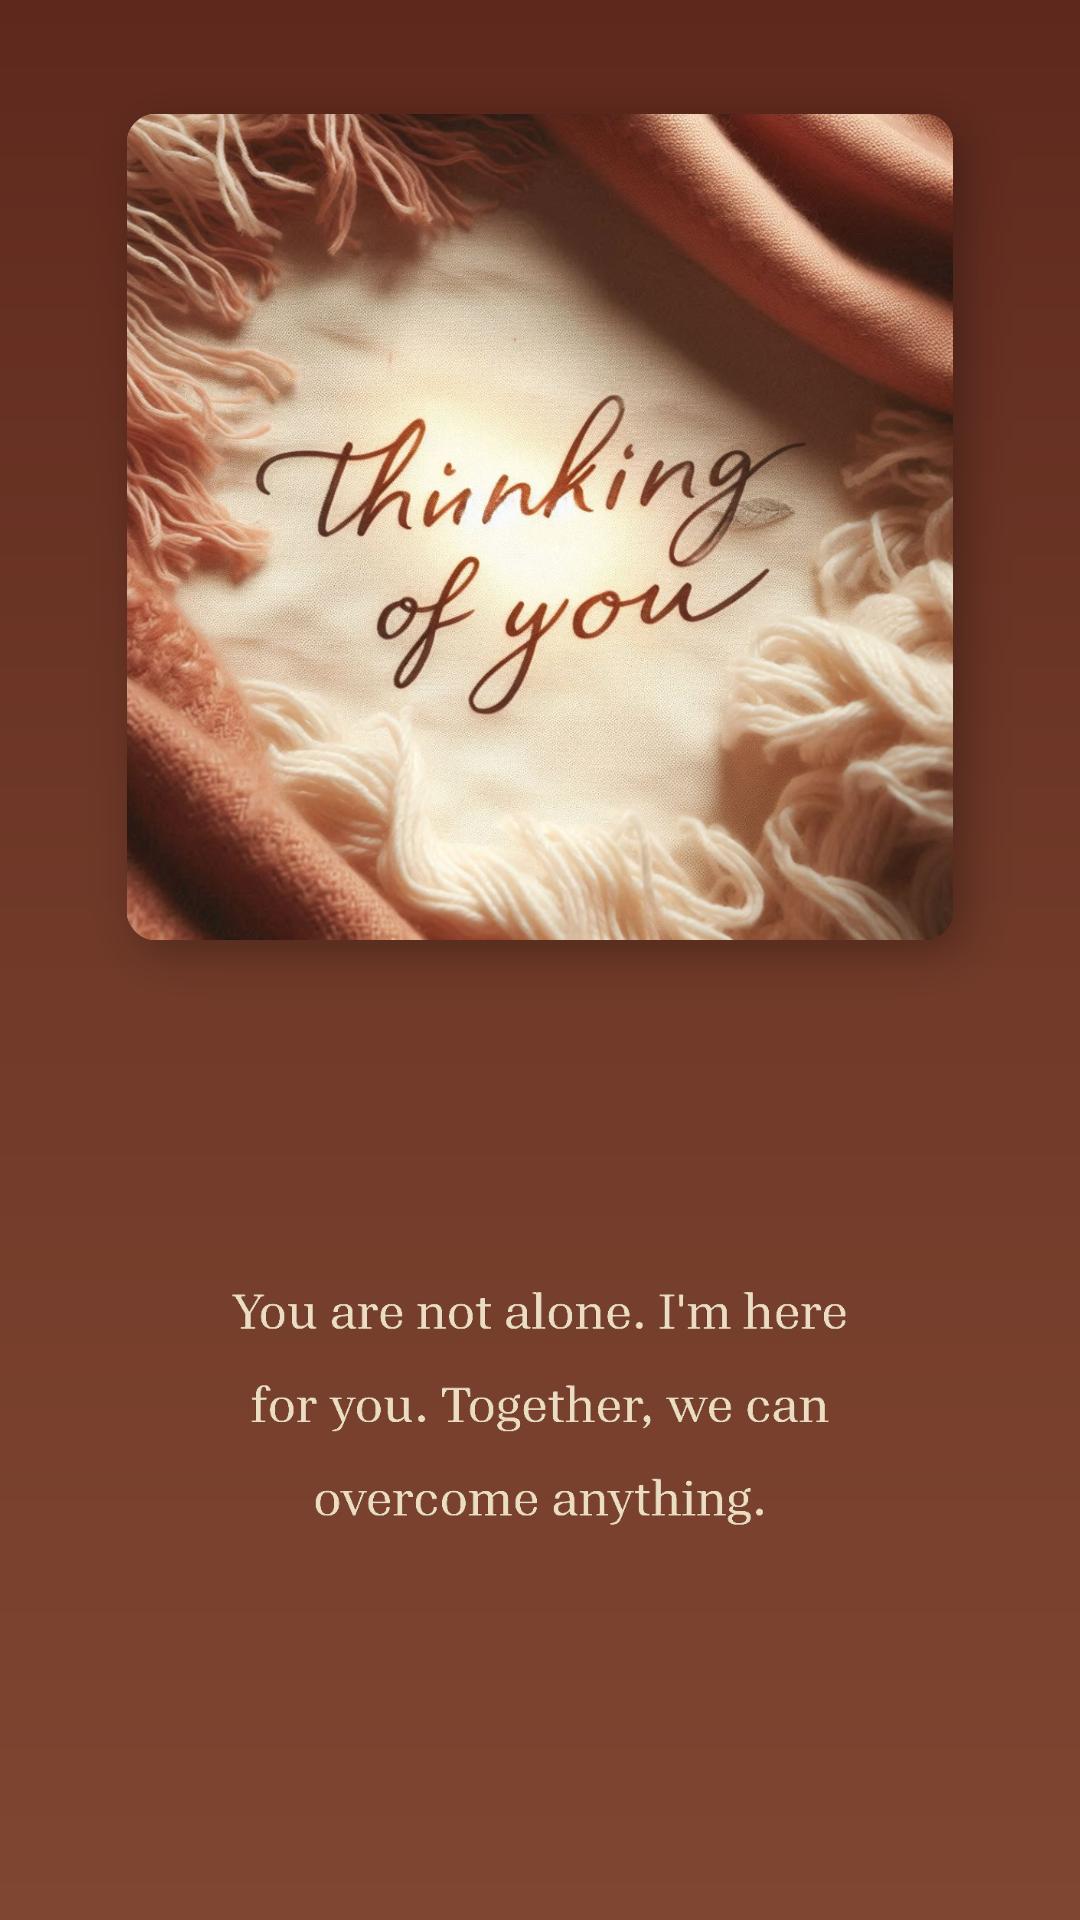 Thinking
of you
You are not alone. I'm here
for you. Together, we can
overcome anything.